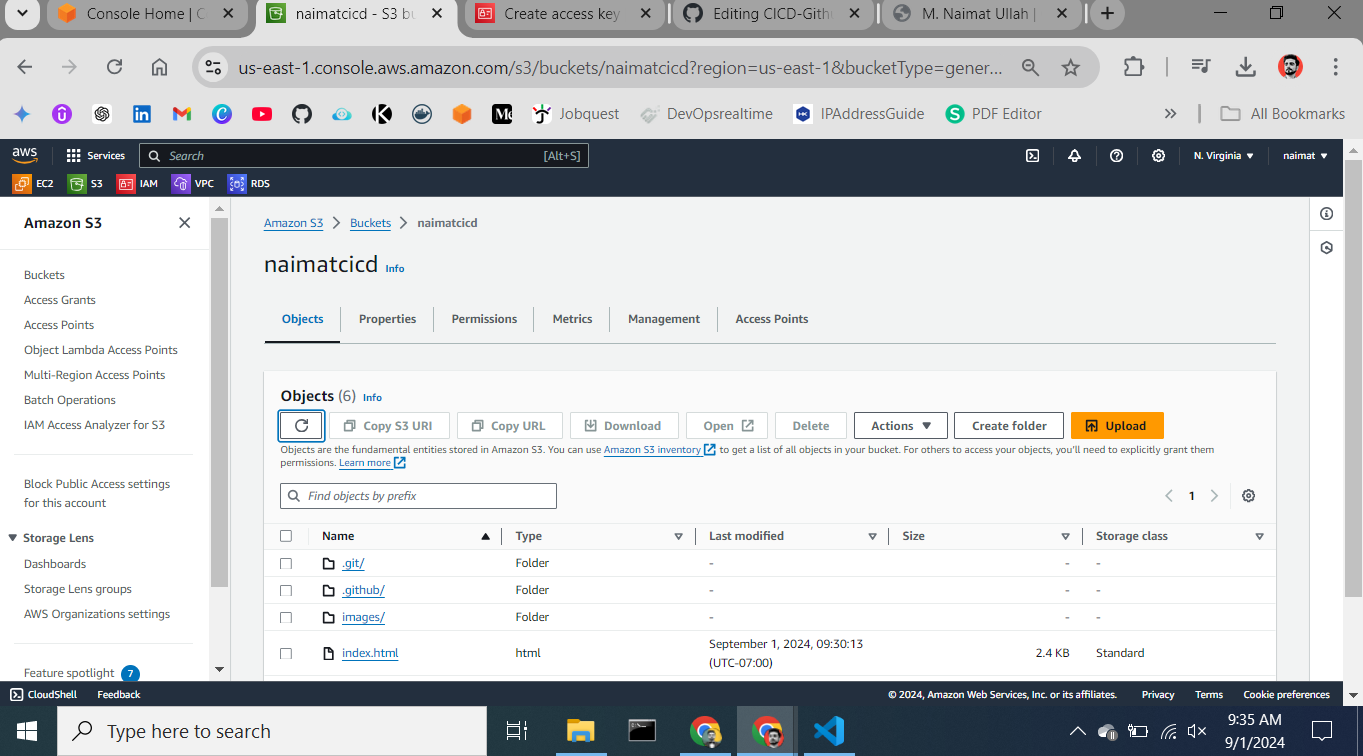 Console Home | C
naimatcicd - S3 bu
Create access key
Editing CICD-Gith
M. Naimat Ullah |
us-east-1.console.aws.amazon.com/s3/buckets/naimatcicd?region=us-east-1&bucketType=gener...
Jobquest
DevOpsrealtime
IPAddressGuide
PDF Editor
All Bookmarks
aws
Services
Search
[Alt+S]
N. Virginia
naimat
EC2
S3
IAM
VPC
RDS
Amazon S3
Buckets
Access Grants
Access Points
Object Lambda Access Points
Multi-Region Access Points
Batch Operations
IAM Access Analyzer for S3
Block Public Access settings
for this account
Storage Lens
Dashboards
Storage Lens groups
AWS Organizations settings
Feature spotlight 7
Amazon S3 > Buckets > naimatcicd
naimatcicd Info
Objects
Properties
Permissions
Metrics
Management
Access Points
Objects (6) Info
Copy S3 URI
Copy URL
Download
Open
Delete
Actions
Create folder
Upload
Objects are the fundamental entities stored in Amazon S3. You can use Amazon S3 inventory to get a list of all objects in your bucket. For others to access your objects, you'll need to explicitly grant them
permissions. Learn more
Find objects by prefix
1
Name Type Last modified Size Storage class
.git/ Folder - - -
.github/ Folder - - -
images/ Folder - - -
index.html html September 1, 2024, 09:30:13 2.4 KB Standard
(UTC-07:00)
CloudShell
Feedback
© 2024, Amazon Web Services, Inc. or its affiliates.
Privacy
Terms
Cookie preferences
Type here to search
9:35 AM
9/1/2024